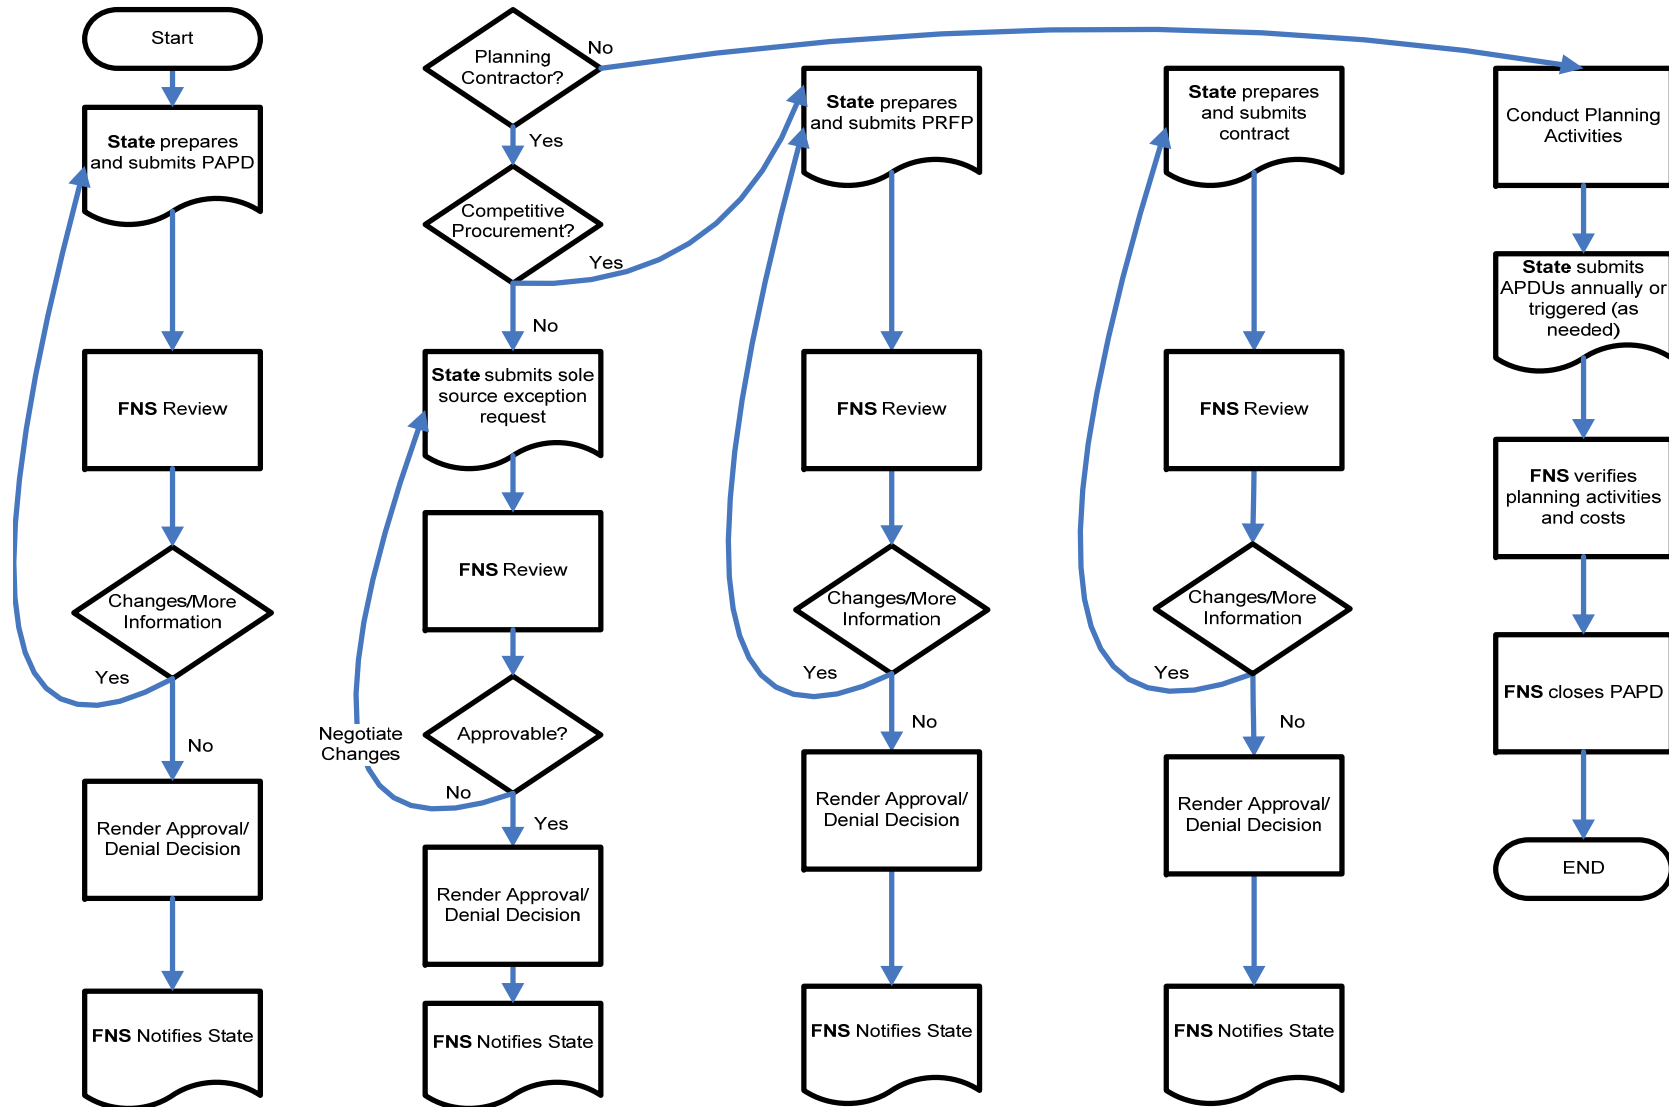 Start
State prepares
and submits PAPD
FNS Review
Changes/More
Information
Yes
No
Render Approval/
Denial Decision
FNS Notifies State
Planning
Contractor?
No
Yes
Competitive
Procurement?
Yes
No
State submits sole
source exception
request
FNS Review
Approvable?
Negotiate
Changes
No
Yes
Render Approval/
Denial Decision
FNS Notifies State
State prepares
and submits PRFP
FNS Review
Changes/More
Information
Yes
No
Render Approval/
Denial Decision
FNS Notifies State
State prepares
and submits
contract
FNS Review
Changes/More
Information
Yes
No
Render Approval/
Denial Decision
FNS Notifies State
Conduct Planning
Activities
State submits
APDUs annually or
triggered (as
needed)
FNS verifies
planning activities
and costs
FNS closes PAPD
END